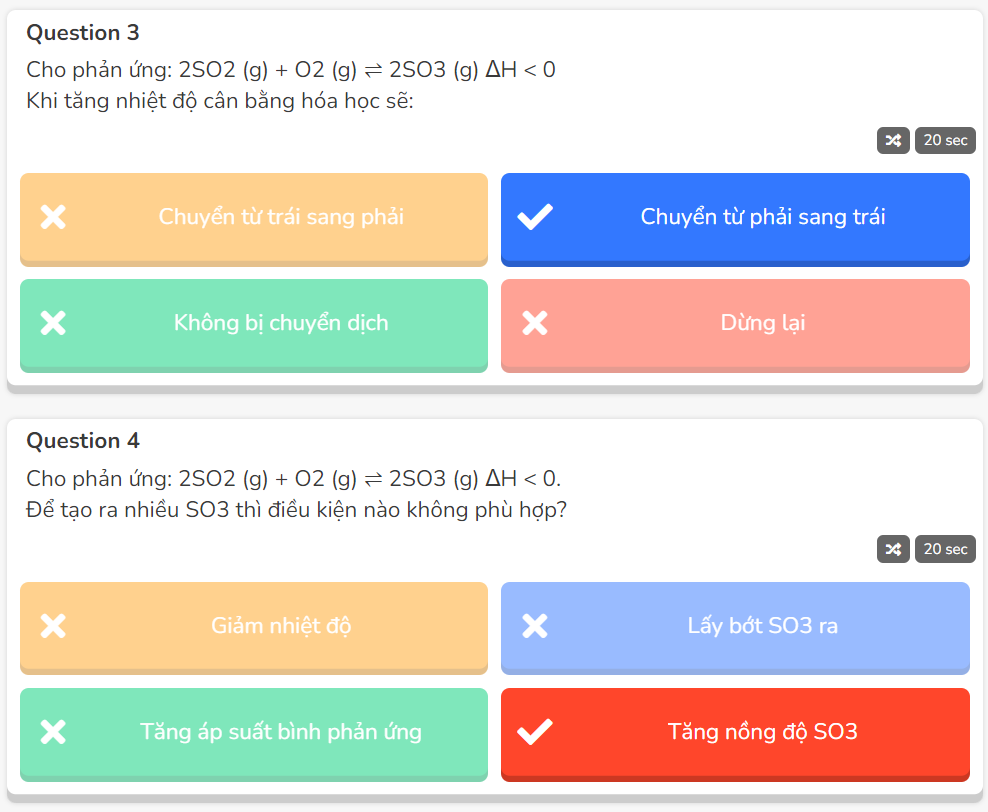 Question 3
Cho phản ứng: 2SO2 (g) + O2 (g) ⇌ 2SO3 (g) ΔH < 0
Khi tăng nhiệt độ cân bằng hóa học sẽ:
20 sec
Chuyển từ trái sang phải
Chuyển từ phải sang trái
Không bị chuyển dịch
Dừng lại
Question 4
Cho phản ứng: 2SO2 (g) + O2 (g) ⇌ 2SO3 (g) ΔH < 0.
Để tạo ra nhiều SO3 thì điều kiện nào không phù hợp?
20 sec
Giảm nhiệt độ
Lấy bớt SO3 ra
Tăng áp suất bình phản ứng
Tăng nồng độ SO3